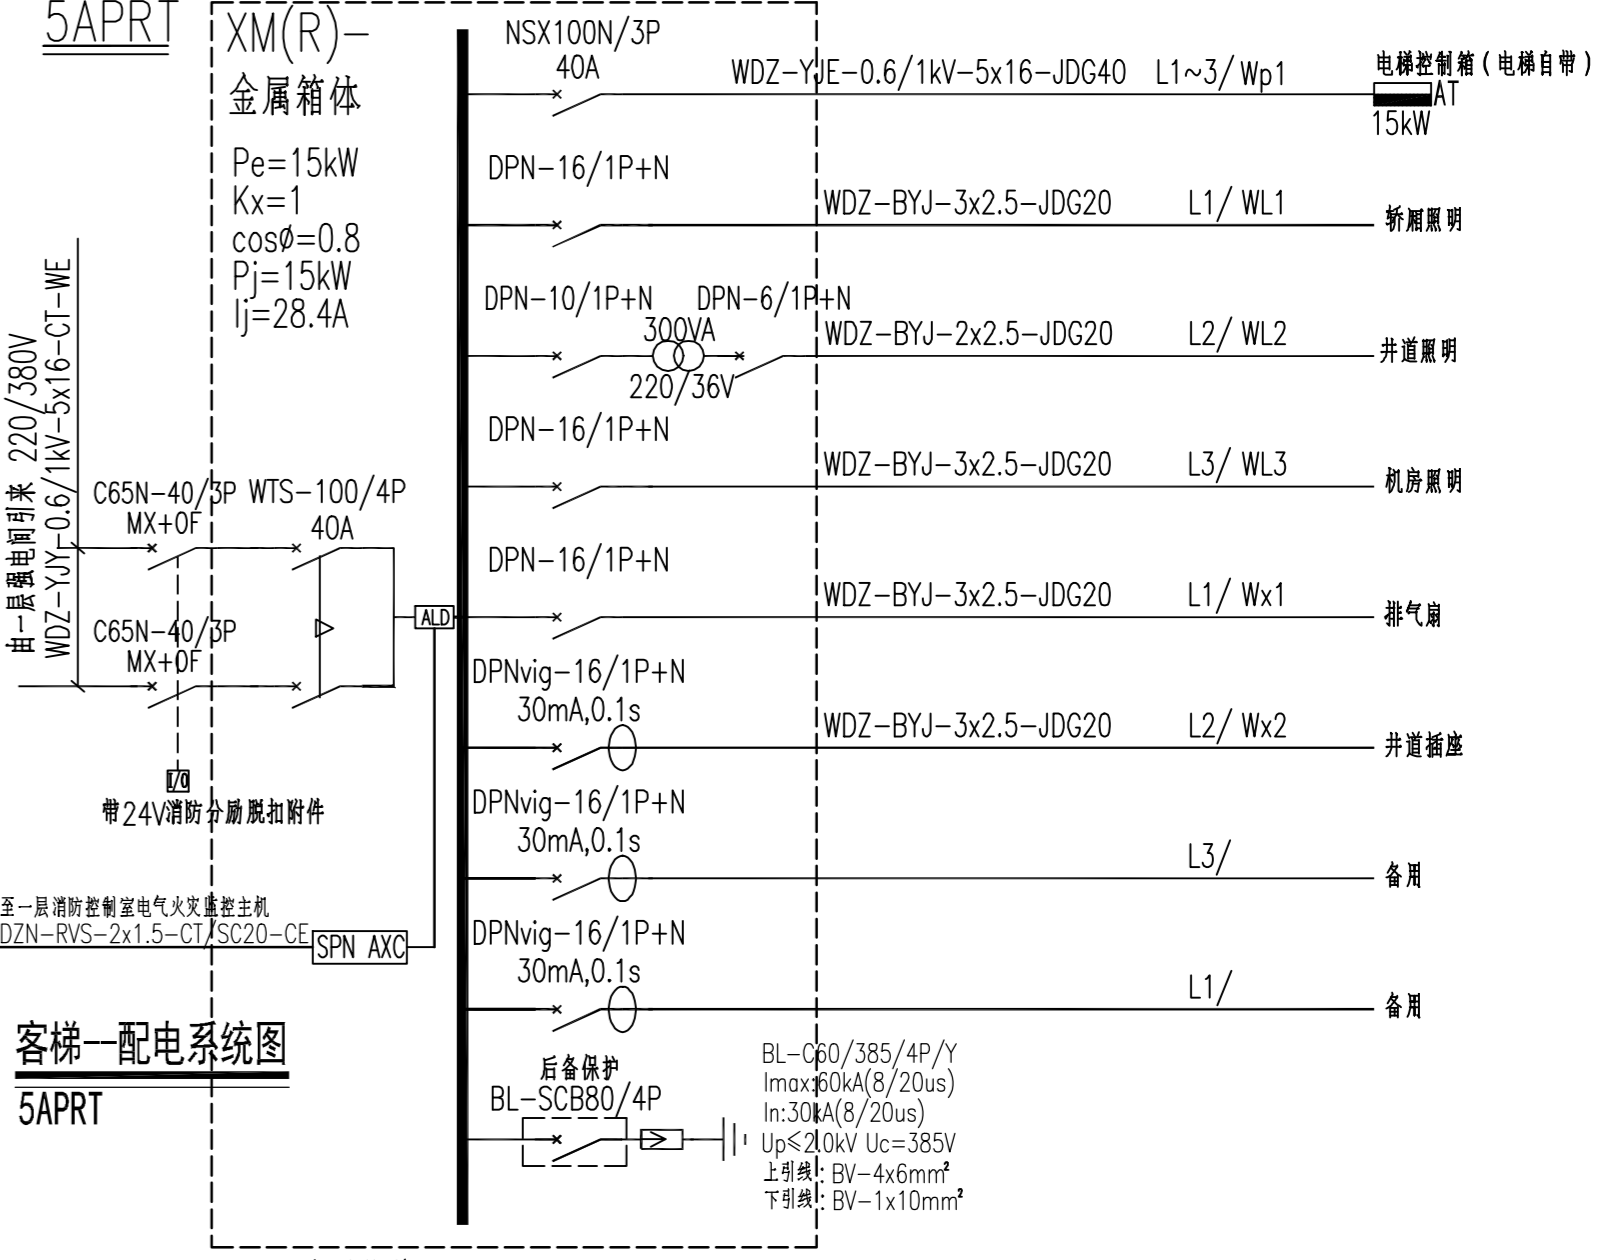 5APRT
XM(R)-
金属箱体
Pe=15kW
Kx=1
cosØ=0.8
Pj=15kW
Ij=28.4A
由一层强电间引来 220/380V
WDZ-YJY-0.6/1kV-5x16-CT-WE
C65N-40/3P
MX+OF
WTS-100/4P
40A
C65N-40/3P
MX+OF
ALD
I/O
带24V消防分励脱扣附件
至一层消防控制室电气火灾监控主机
DZN-RVS-2x1.5-CT/SC20-CE
SPN AXC
客梯--配电系统图
5APRT
NSX100N/3P
40A
WDZ-YJE-0.6/1kV-5x16-JDG40 L1~3/Wp1
电梯控制箱(电梯自带)
AT
15kW
DPN-16/1P+N
WDZ-BYJ-3x2.5-JDG20 L1/ WL1
轿厢照明
DPN-10/1P+N DPN-6/1P+N
300VA
220/36V
WDZ-BYJ-2x2.5-JDG20 L2/ WL2
井道照明
DPN-16/1P+N
WDZ-BYJ-3x2.5-JDG20 L3/ WL3
机房照明
DPN-16/1P+N
WDZ-BYJ-3x2.5-JDG20 L1/ Wx1
排气扇
DPNvig-16/1P+N
30mA,0.1s
WDZ-BYJ-3x2.5-JDG20 L2/ Wx2
井道插座
DPNvig-16/1P+N
30mA,0.1s
L3/
备用
DPNvig-16/1P+N
30mA,0.1s
L1/
备用
后备保护
BL-SCB80/4P
BL-C60/385/4P/Y
Imax:60kA(8/20us)
In:30kA(8/20us)
Up≤2.0kV Uc=385V
上引线：BV-4x6mm²
下引线：BV-1x10mm²